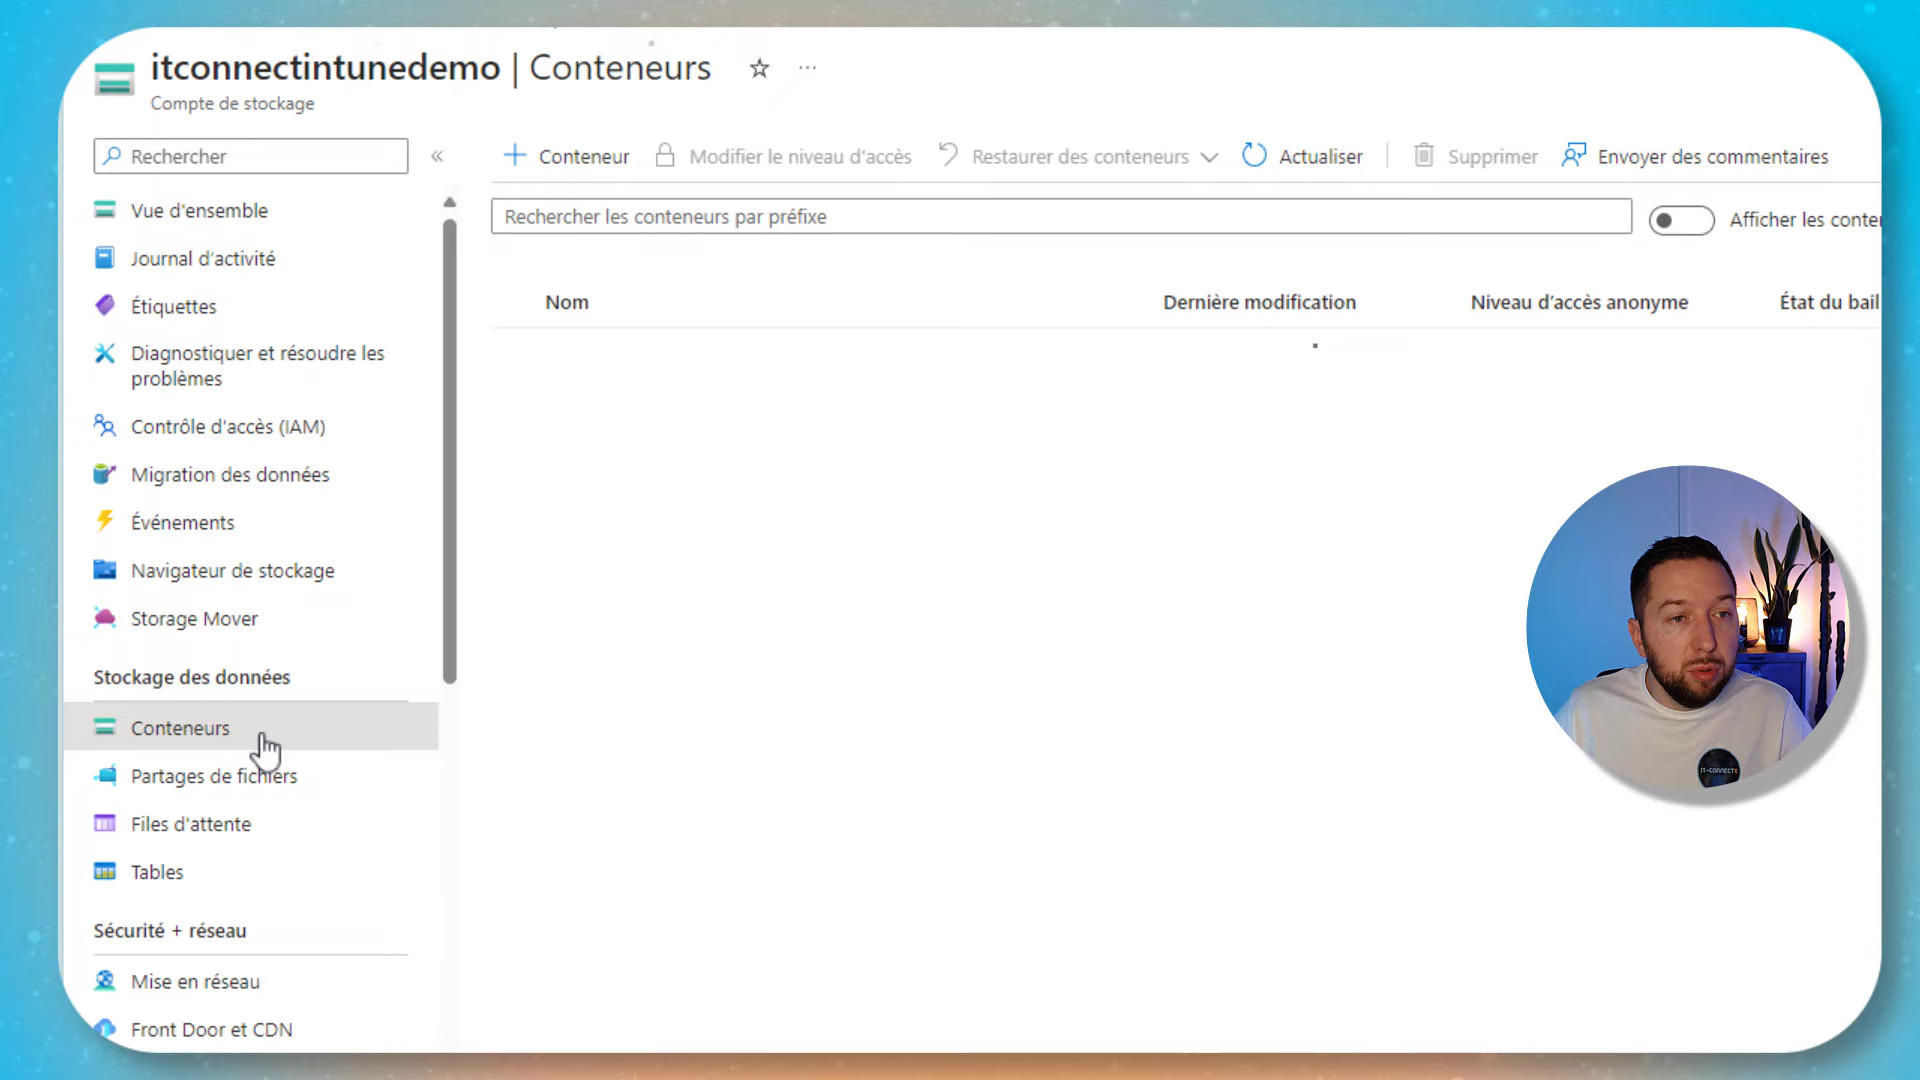 itconnectintunedemo | Conteneurs
Compte de stockage
Rechercher
Conteneur
Modifier le niveau d'accès
Restaurer des conteneurs
Actualiser
Supprimer
Envoyer des commentaires
Rechercher les conteneurs par préfixe
Afficher les conte
Nom
Dernière modification
Niveau d’accès anonyme
État du bail
Vue d'ensemble
Journal d’activité
Étiquettes
Diagnostiquer et résoudre les
problèmes
Contrôle d'accès (IAM)
Migration des données
Événements
Navigateur de stockage
Storage Mover
Stockage des données
Conteneurs
Partages de fichiers
Files d'attente
Tables
Sécurité + réseau
Mise en réseau
Front Door et CDN
IT-CONNECT